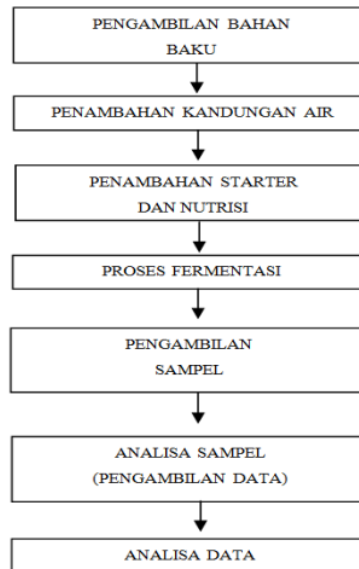 PENGAMBILAN BAHAN
BAKU
PENAMBAHAN KANDUNGAN AIR
PENAMBAHAN STARTER
DAN NUTRISI
PROSES FERMENTASI
PENGAMBILAN
SAMPEL
ANALISA SAMPEL
(PENGAMBILAN DATA)
ANALISA DATA